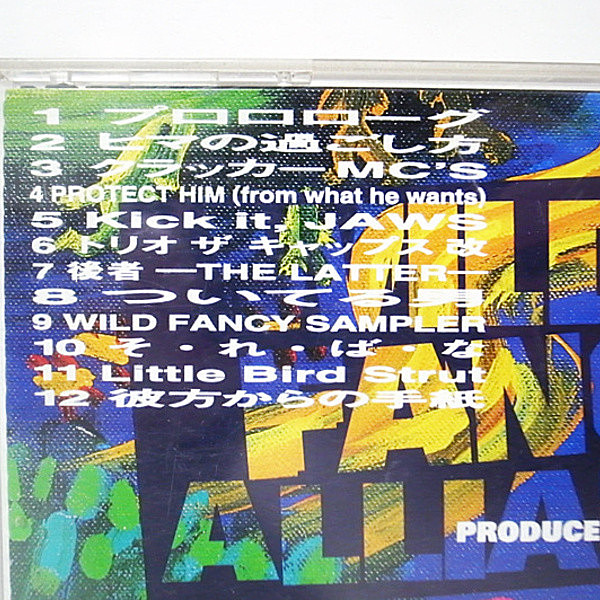 1 プロロローグ
2 ヒマの過ごし方
3 クラッカーMC'S
4 PROTECT HIM (from what he wants)
5 Kick it, JAWS
6 トリオ ザ キャップス 改
7 後者 —THE LATTER—
8 ついてる男
9 WILD FANCY SAMPLER
10 そ・れ・ば・な
11 Little Bird Strut
12 彼方からの手紙
ILD
FANC
ALLIA
PRODUCE